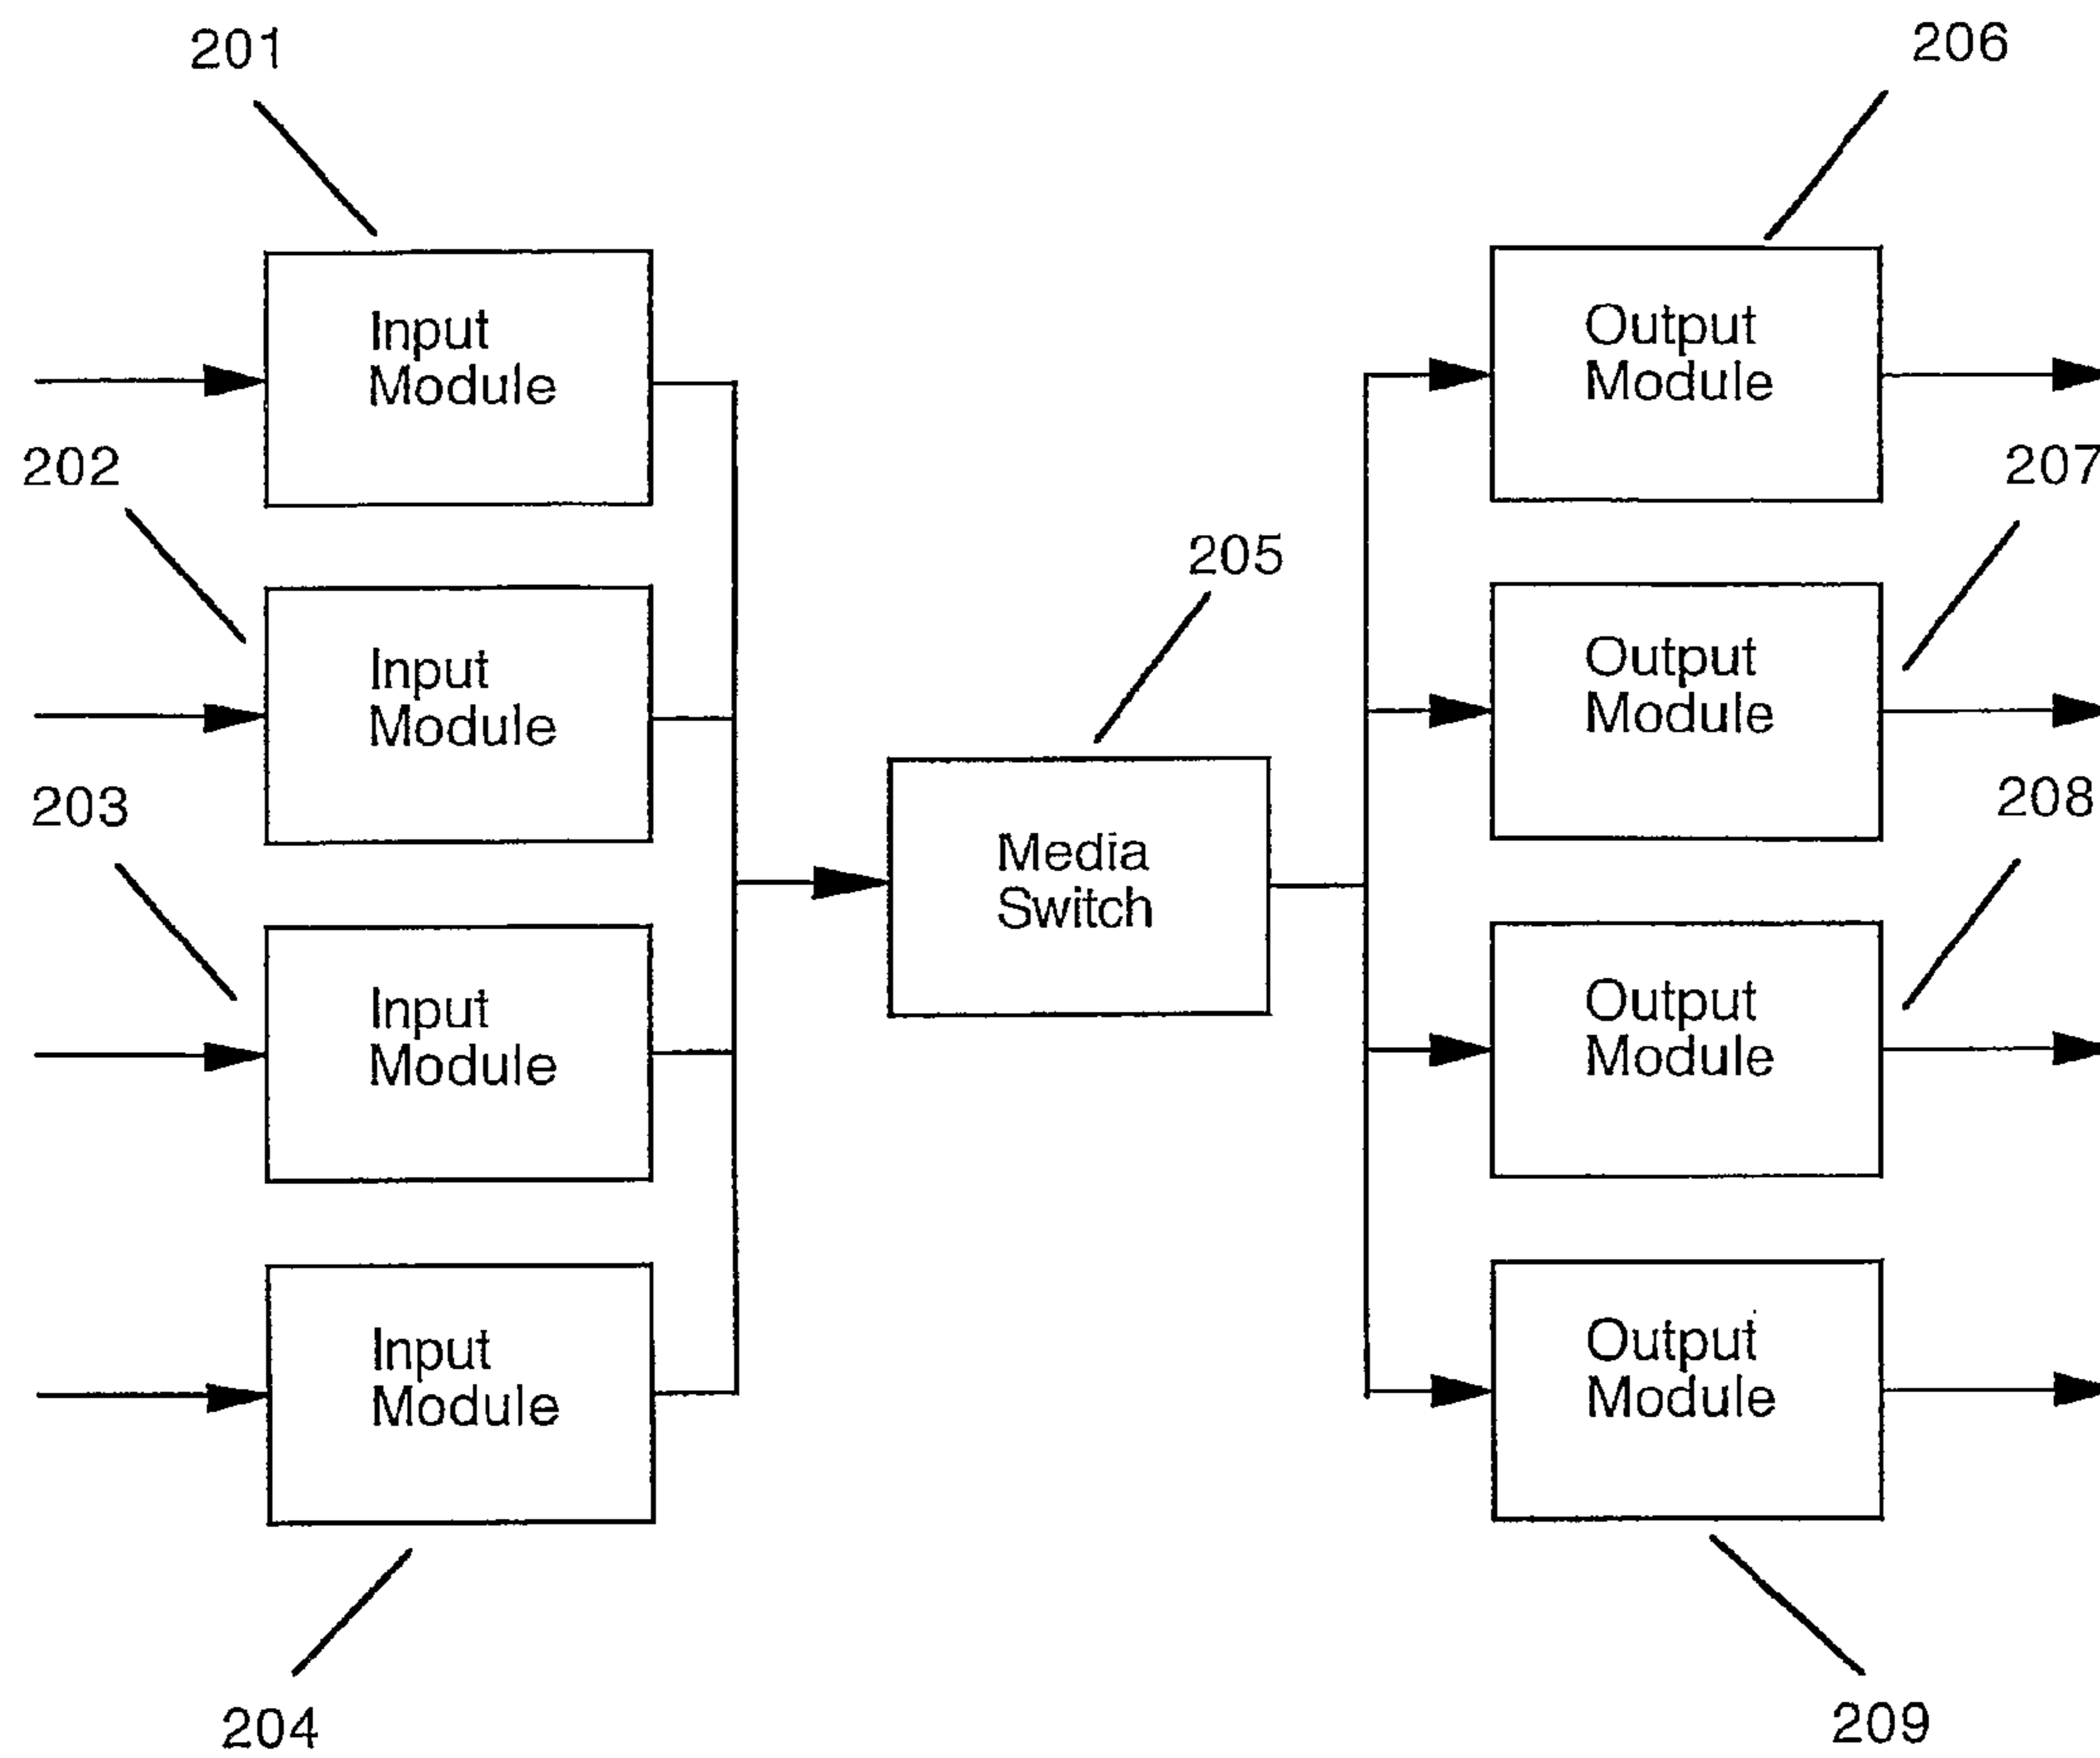 201
206
Input
Module
Output
Module
202
207
205
Input
Module
Output
Module
203
208
Media
Switch
Input
Module
Output
Module
Input
Module
Output
Module
204
209